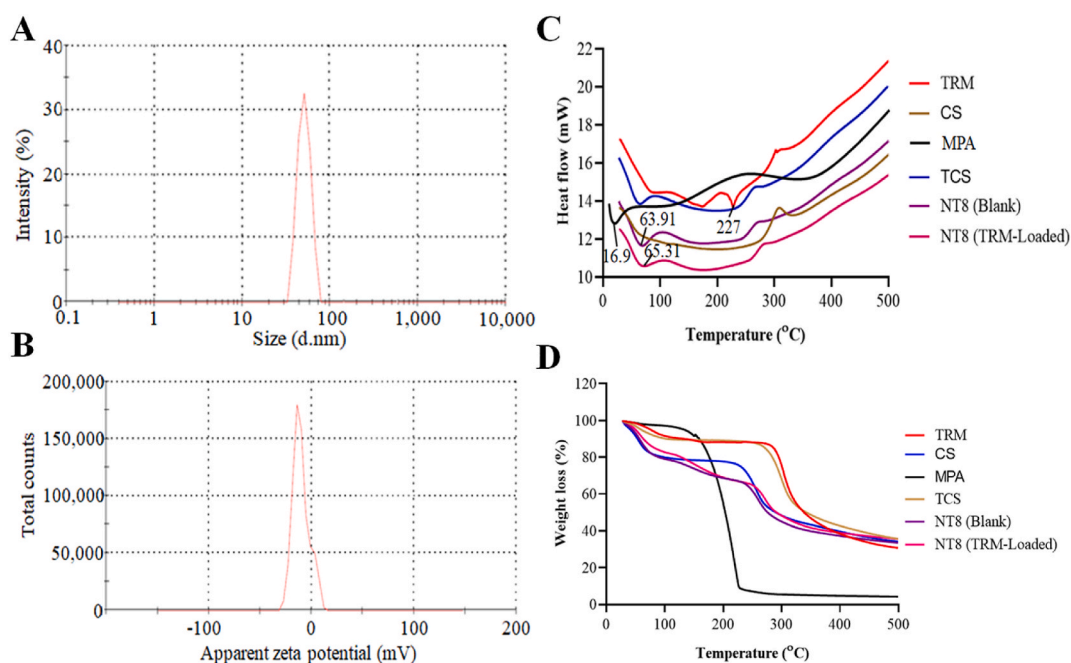 A
Intensity (%)
40
30
20
10
0
0.1
1
10
100
1,000
10,000
Size (d.nm)
B
Total counts
200,000
150,000
100,000
50,000
0
-100
0
100
200
Apparent zeta potential (mV)
C
Heat flow (mW)
22
20
18
16
14
12
10
63.91
227
16.9
65.31
0
100
200
300
400
500
Temperature (°C)
TRM
CS
MPA
TCS
NT8 (Blank)
NT8 (TRM-Loaded)
D
Weight loss (%)
120
100
80
60
40
20
0
0
100
200
300
400
500
Temperature (°C)
TRM
CS
MPA
TCS
NT8 (Blank)
NT8 (TRM-Loaded)